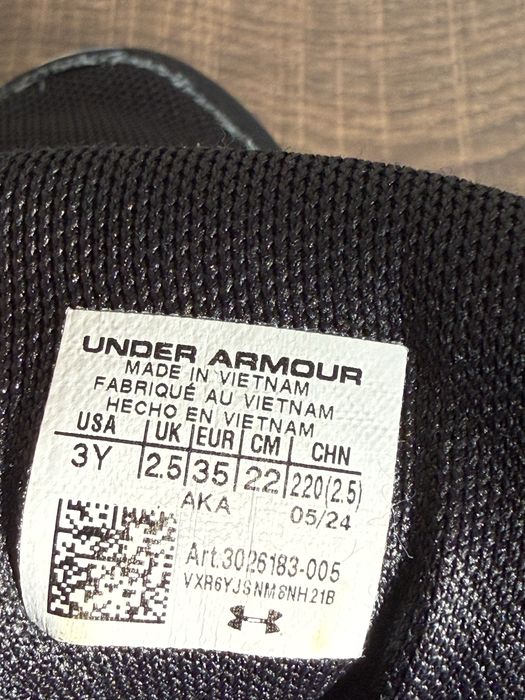 UNDER ARMOUR
MADE IN VIETNAM
FABRIQUÉ AU VIETNAM
HECHO EN VIETNAM
USA UK EUR CM CHN
3Y 2.5 35 22 220(2.5)
AKA 05/24
Art.3026183-005
VXR6YJSNM8NH21B